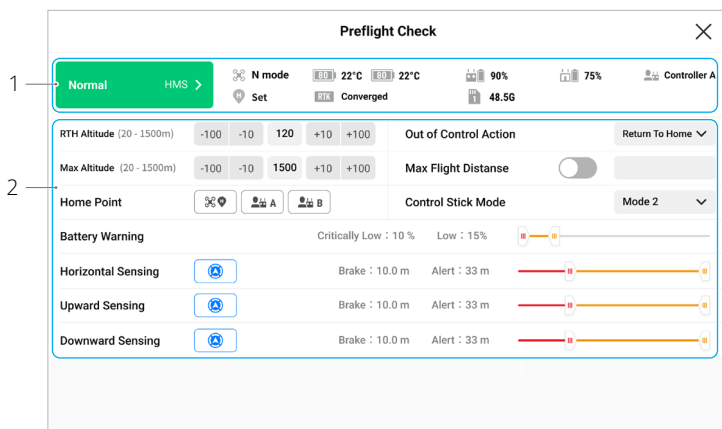 Preflight Check
1
Normal HMS
N mode 80 22°C 80 22°C 90% 75% Controller A
H Set RTK Converged 1 48.5G
2
RTH Altitude (20 - 1500m) -100 -10 120 +10 +100 Out of Control Action Return To Home
Max Altitude (20 - 1500m) -100 -10 1500 +10 +100 Max Flight Distanse
Home Point H A B Control Stick Mode Mode 2
Battery Warning Critically Low : 10 % Low : 15%
Horizontal Sensing Brake : 10.0 m Alert : 33 m
Upward Sensing Brake : 10.0 m Alert : 33 m
Downward Sensing Brake : 10.0 m Alert : 33 m